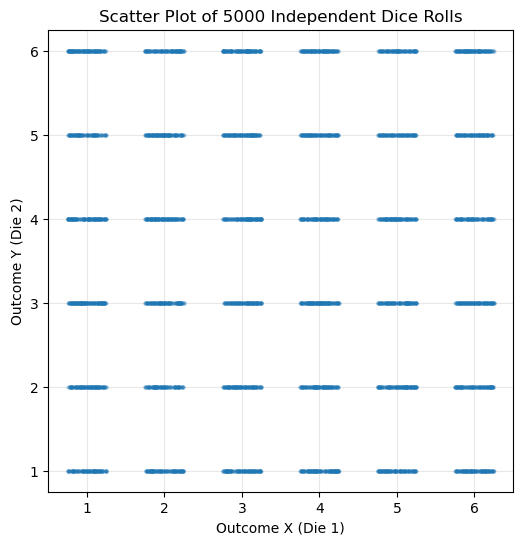 Scatter Plot of 5000 Independent Dice Rolls
6
5
4
3
2
1
Outcome Y (Die 2)
1 2 3 4 5 6
Outcome X (Die 1)